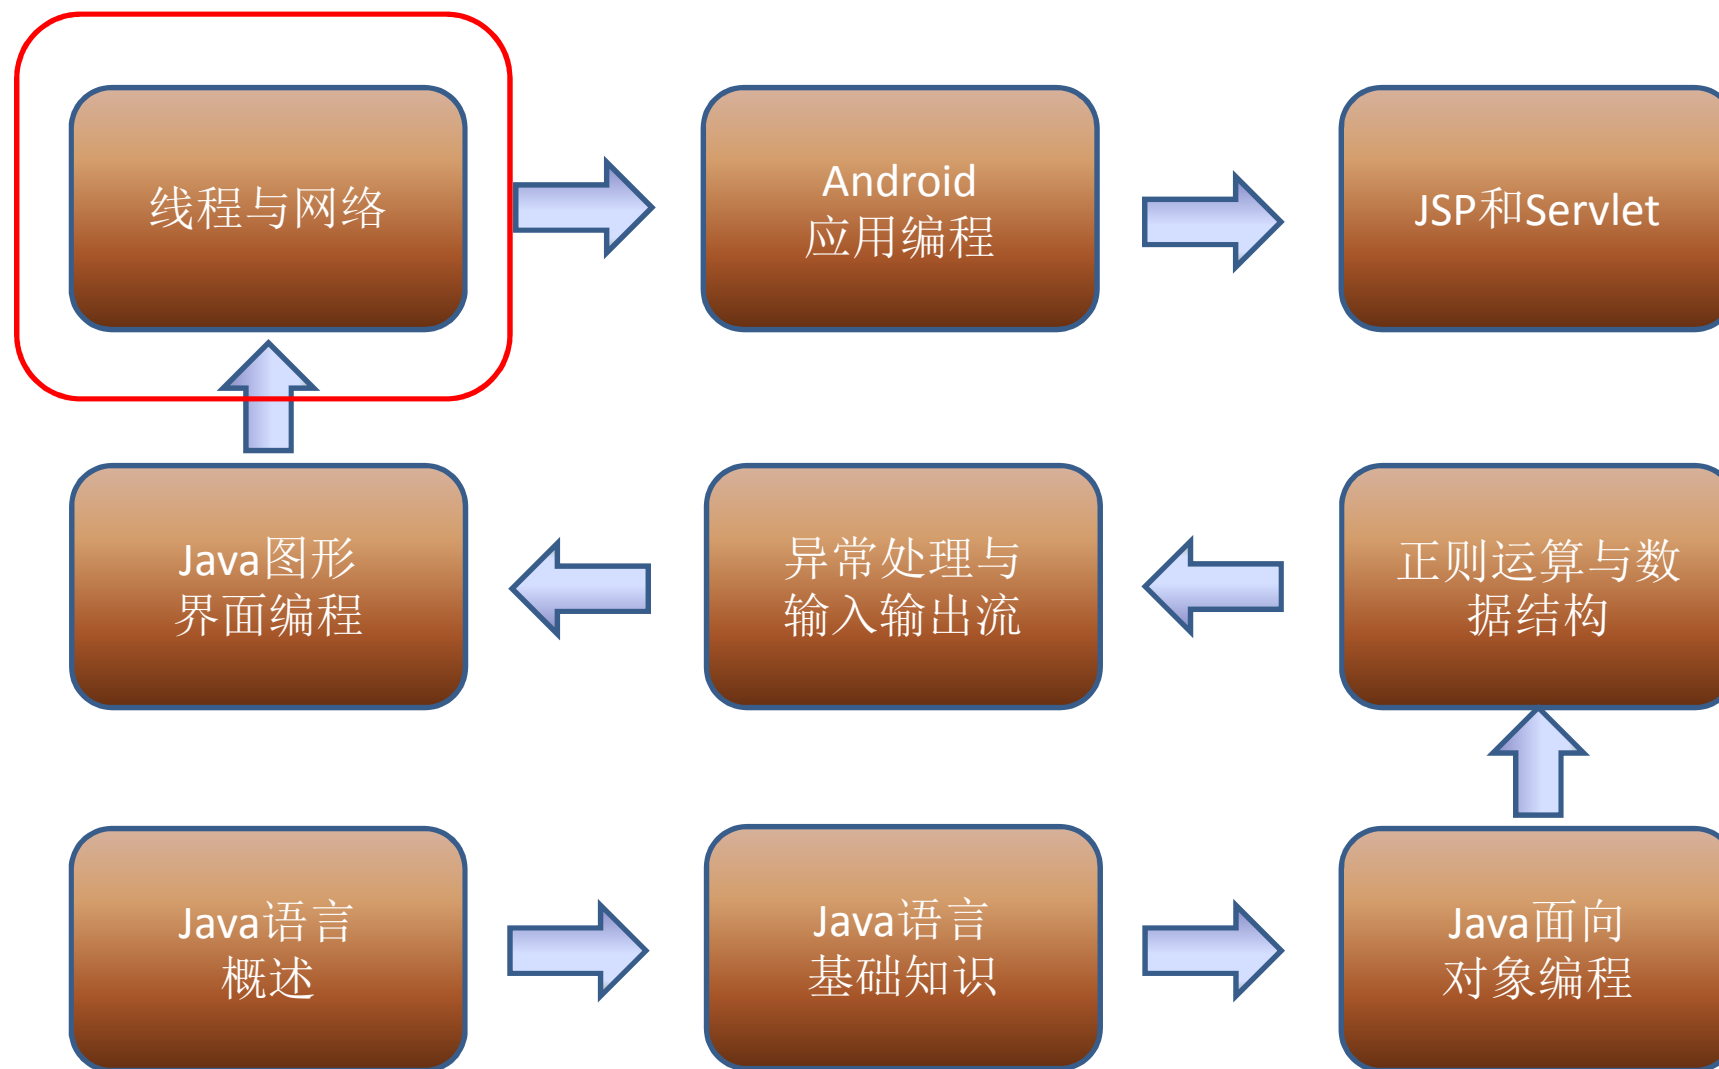 线程与网络
Android
应用编程
JSP和Servlet
Java图形
界面编程
异常处理与
输入输出流
正则运算与数
据结构
Java语言
概述
Java语言
基础知识
Java面向
对象编程